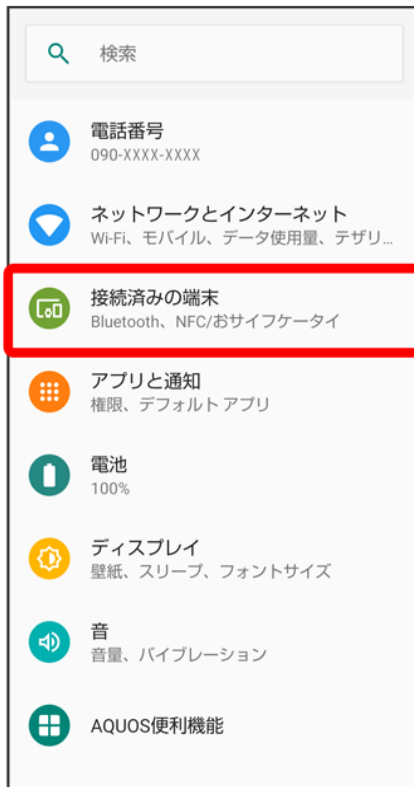 検索
電話番号
090-XXXX-XXXX
ネットワークとインターネット
Wi-Fi、モバイル、データ使用量、テザリ...
接続済みの端末
Bluetooth、NFC/おサイフケータイ
アプリと通知
権限、デフォルト アプリ
電池
100%
ディスプレイ
壁紙、スリープ、フォントサイズ
音
音量、バイブレーション
AQUOS便利機能